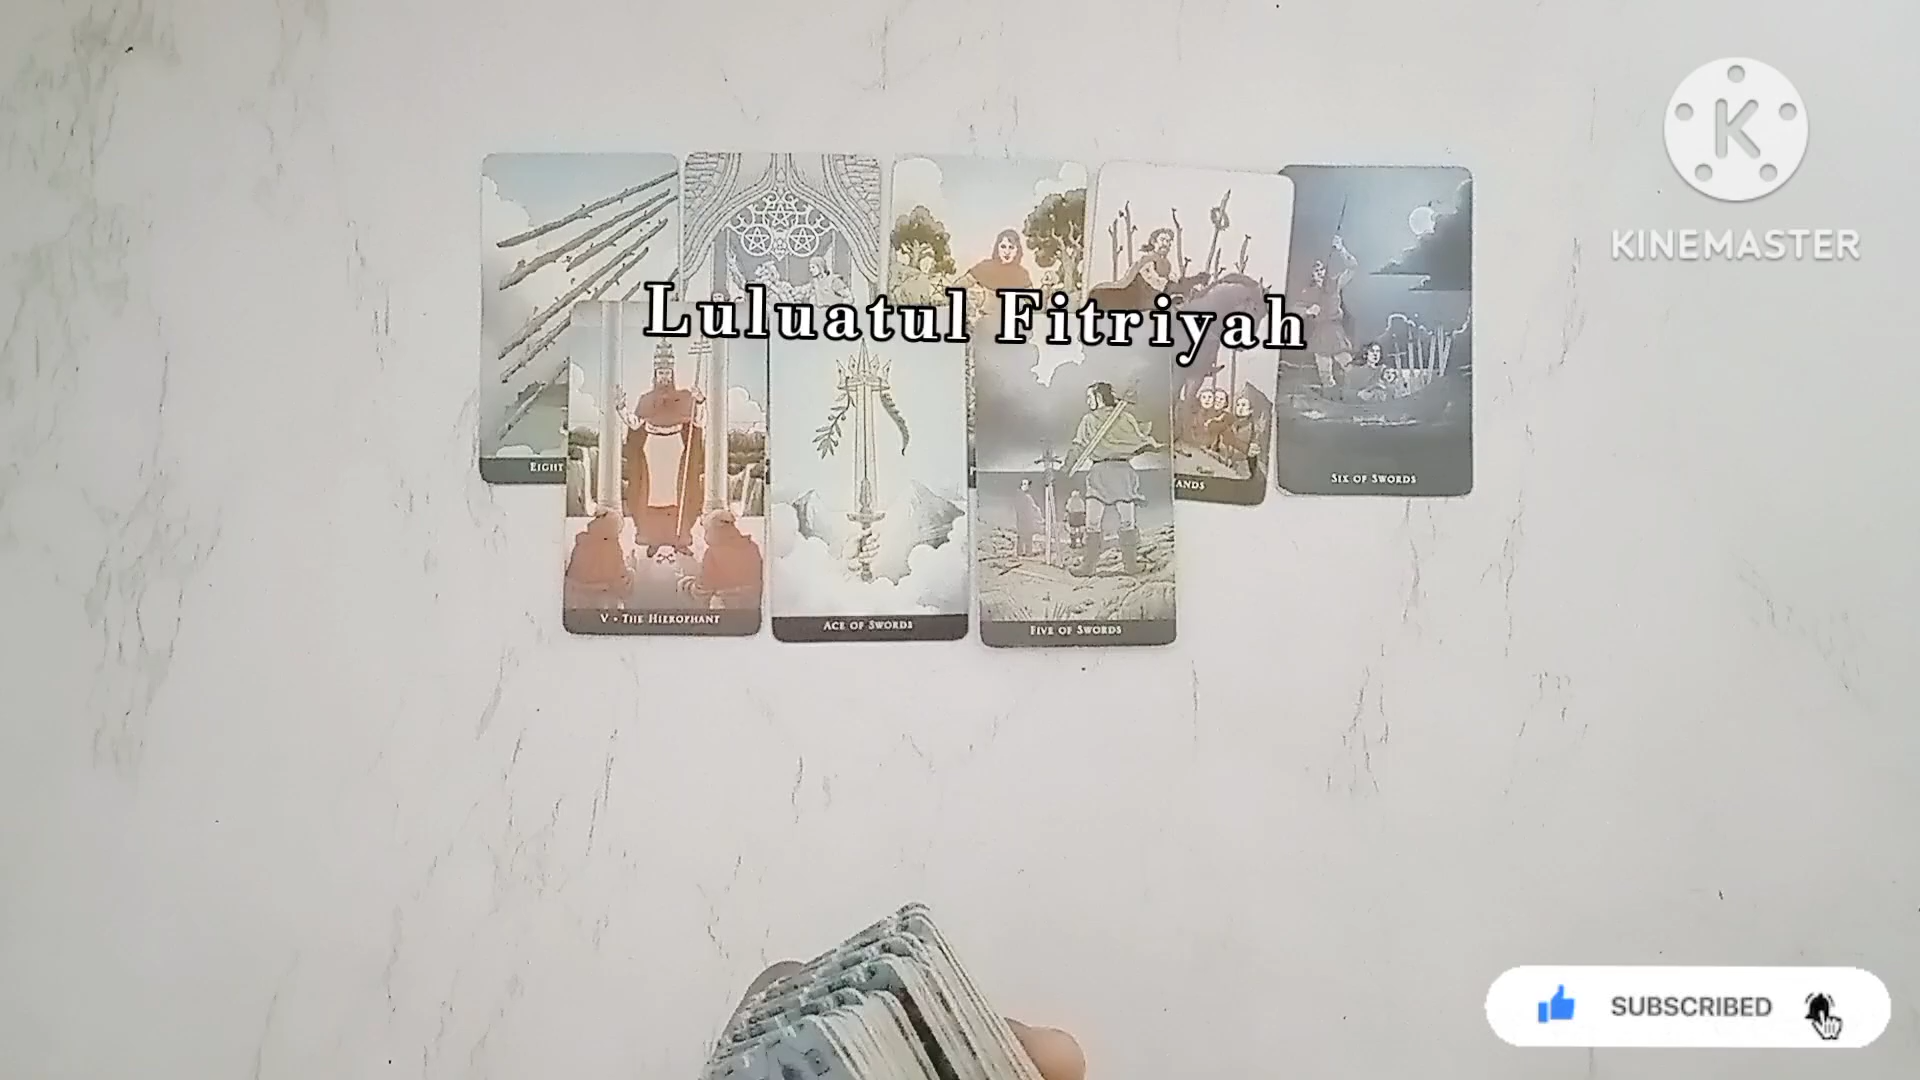 KINEMASTER
Luluatul Fitriyah
EIGHT
ANDS
SIX OF SWORDS
V • THE HIEROPHANT
ACE OF SWORDS
FIVE OF SWORDS
SUBSCRIBED